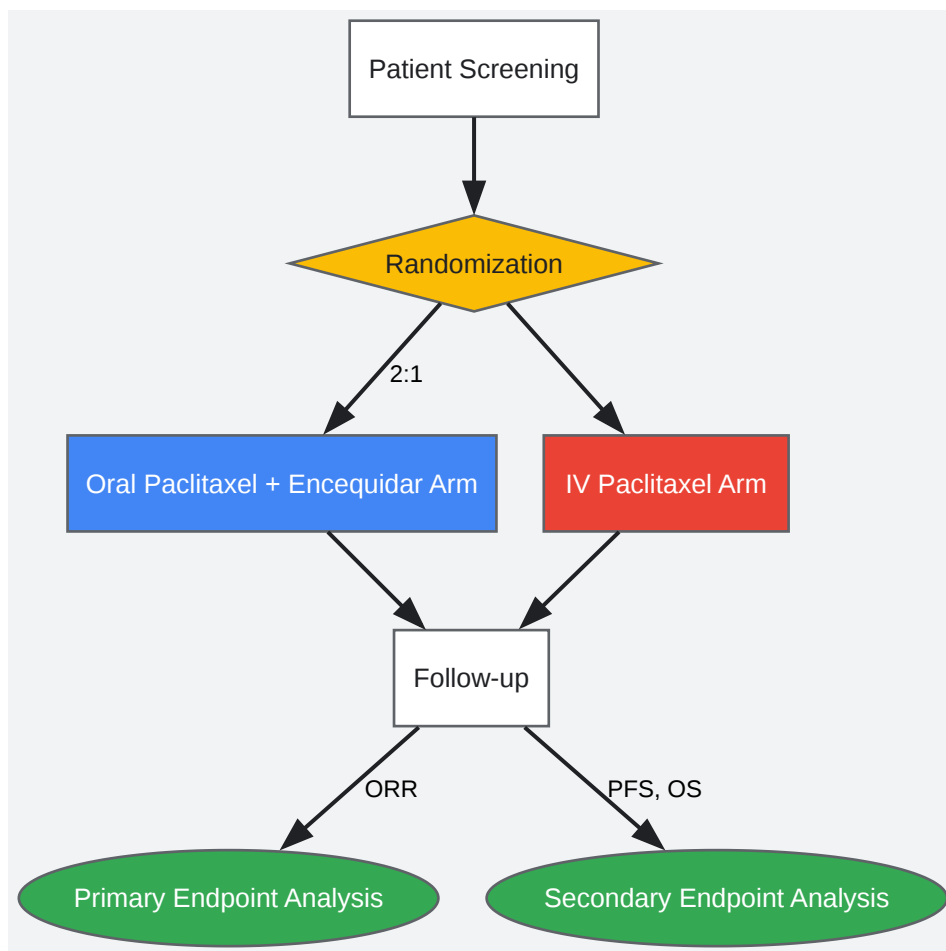 Patient Screening
Randomization
2:1
Oral Paclitaxel + Encequidar Arm
IV Paclitaxel Arm
Follow-up
ORR
PFS, OS
Primary Endpoint Analysis
Secondary Endpoint Analysis